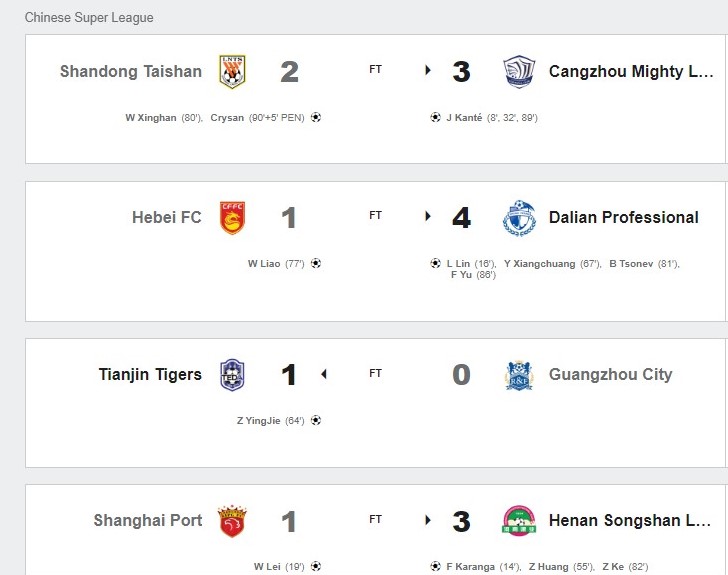 Chinese Super League
Shandong Taishan LNTS 2 FT 3 Cangzhou Mighty L...
W Xinghan (80'), Crysan (90'+5' PEN) J Kanté (8', 32', 89')
Hebei FC CFFC 1 FT 4 Dalian Professional
W Liao (77') L Lin (16'), Y Xiangchuang (67'), B Tsonev (81'),
F Yu (86')
Tianjin Tigers TEDA 1 FT 0 R&F Guangzhou City
Z YingJie (64')
Shanghai Port 1 FT 3 Henan Songshan L...
W Lei (19') F Karanga (14'), Z Huang (55'), Z Ke (82')